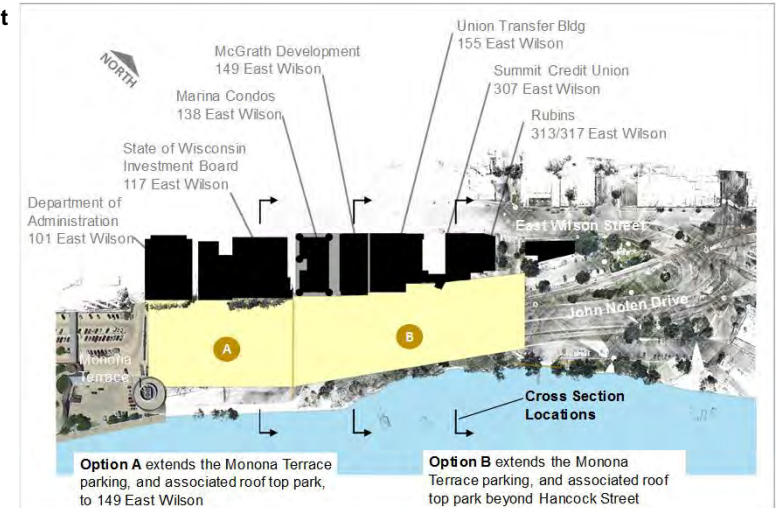 t
NORTH
Union Transfer Bldg
155 East Wilson
McGrath Development
149 East Wilson
Summit Credit Union
307 East Wilson
Marina Condos
138 East Wilson
Rubins
313/317 East Wilson
State of Wisconsin
Investment Board
117 East Wilson
Department of
Administration
101 East Wilson
East Wilson Street
John Nolen Drive
A
B
Monona
Terrace
Cross Section
Locations
Option A extends the Monona Terrace
parking, and associated roof top park,
to 149 East Wilson
Option B extends the Monona
Terrace parking, and associated roof
top park beyond Hancock Street